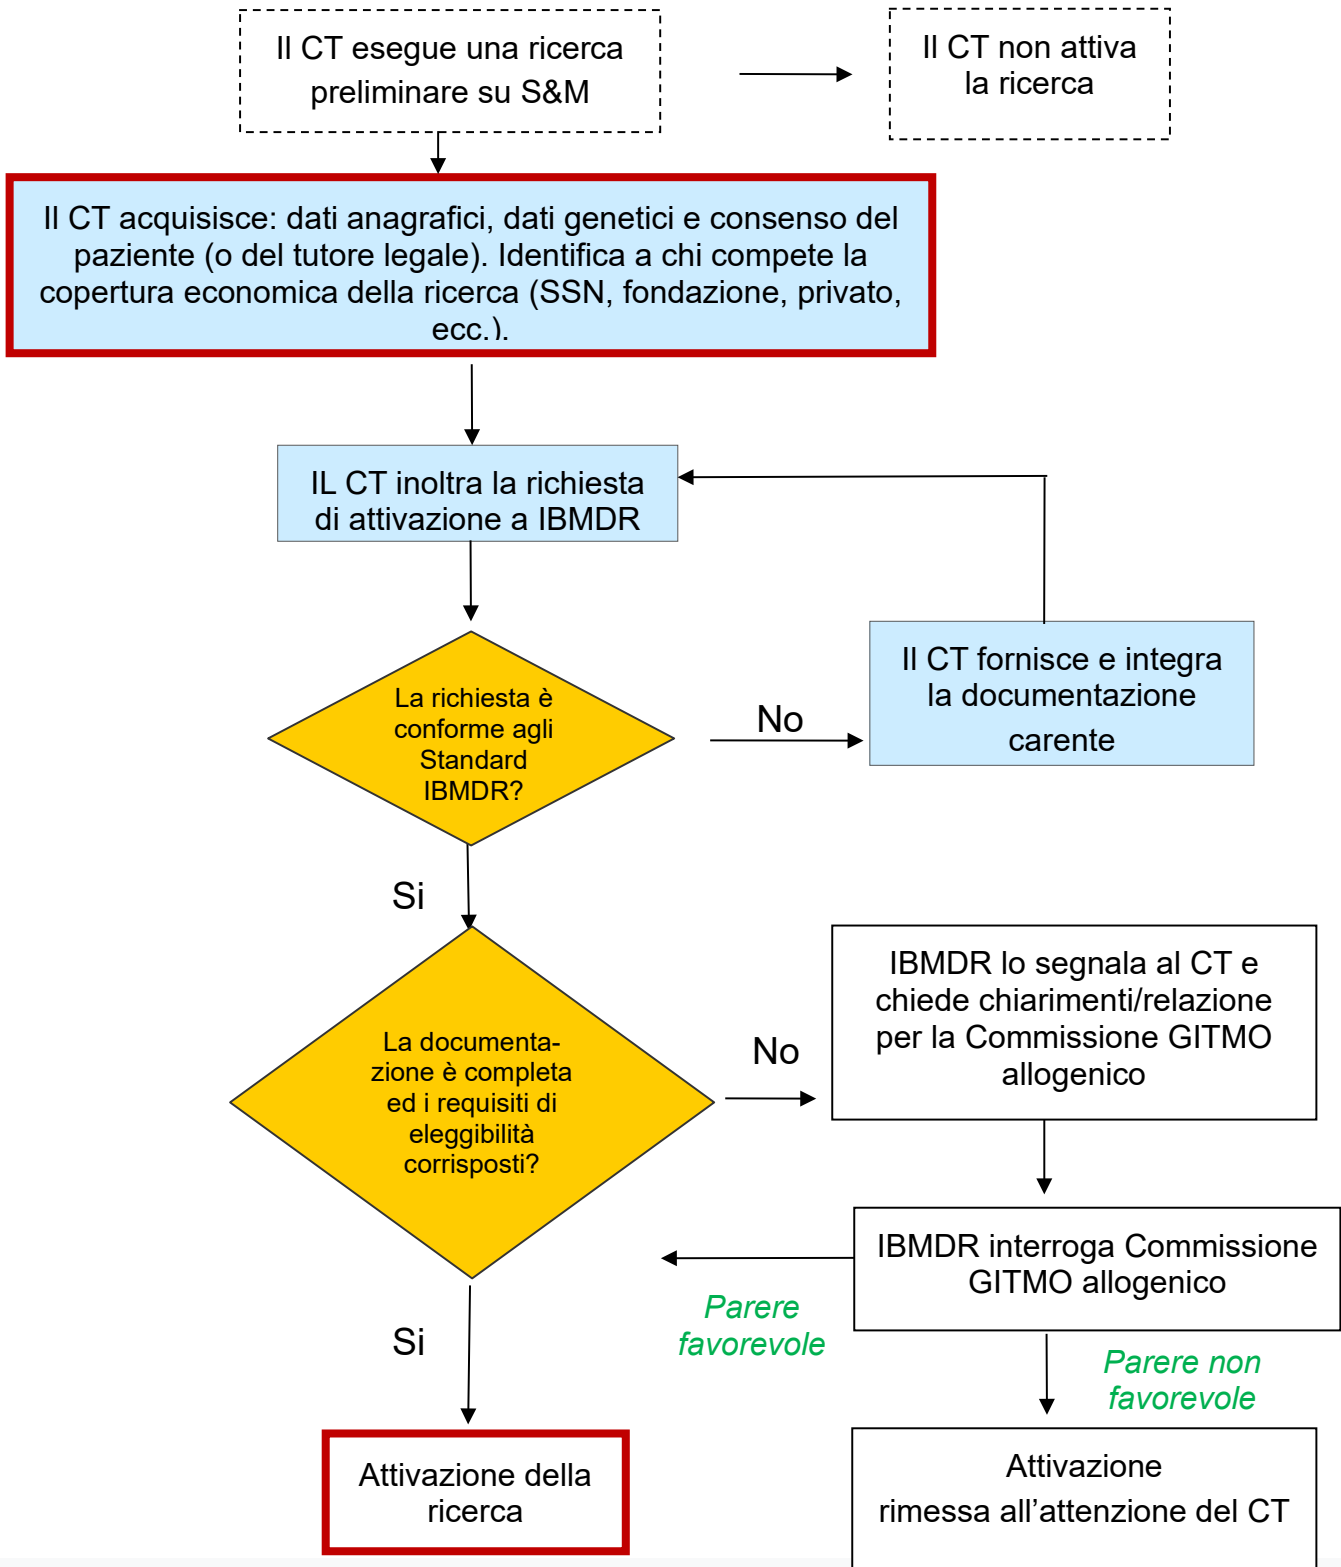 Il CT esegue una ricerca
preliminare su S&M
Il CT non attiva
la ricerca
Il CT acquisisce: dati anagrafici, dati genetici e consenso del
paziente (o del tutore legale). Identifica a chi compete la
copertura economica della ricerca (SSN, fondazione, privato,
ecc.).
IL CT inoltra la richiesta
di attivazione a IBMDR
La richiesta è
conforme agli
Standard
IBMDR?
No
Il CT fornisce e integra
la documentazione
carente
Si
La documenta-
zione è completa
ed i requisiti di
eleggibilità
corrisposti?
No
IBMDR lo segnala al CT e
chiede chiarimenti/relazione
per la Commissione GITMO
allogenico
IBMDR interroga Commissione
GITMO allogenico
Parere
favorevole
Si
Parere non
favorevole
Attivazione della
ricerca
Attivazione
rimessa all’attenzione del CT